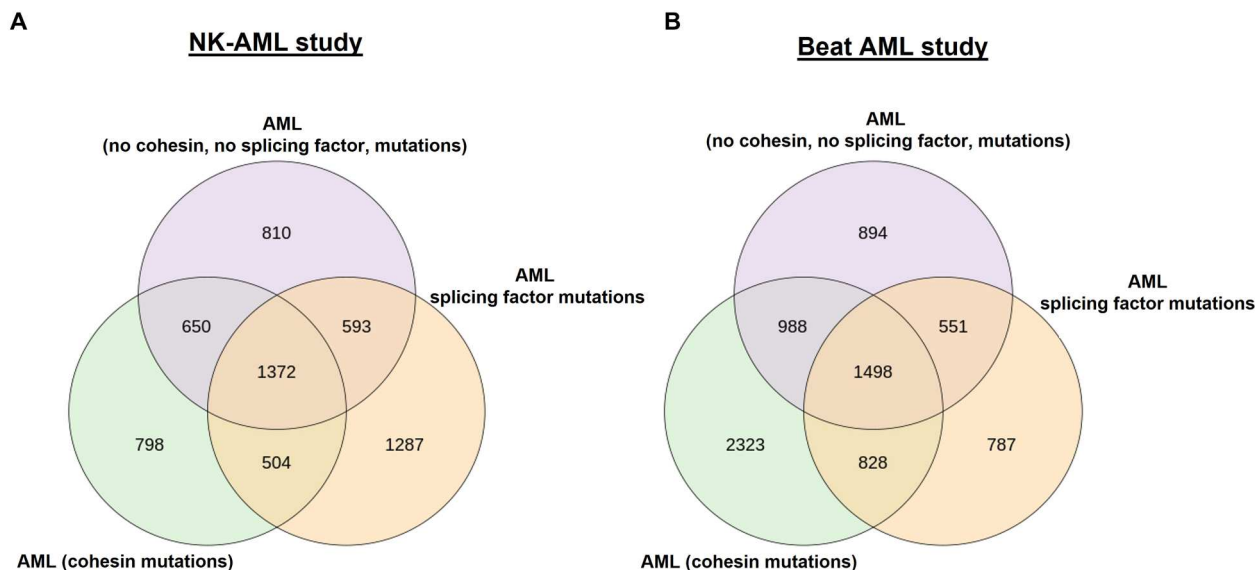 A
NK-AML study
AML
(no cohesin, no splicing factor, mutations)
810
AML
splicing factor mutations
650
593
1372
798
504
1287
AML (cohesin mutations)
B
Beat AML study
AML
(no cohesin, no splicing factor, mutations)
894
AML
splicing factor mutations
988
551
1498
2323
828
787
AML (cohesin mutations)